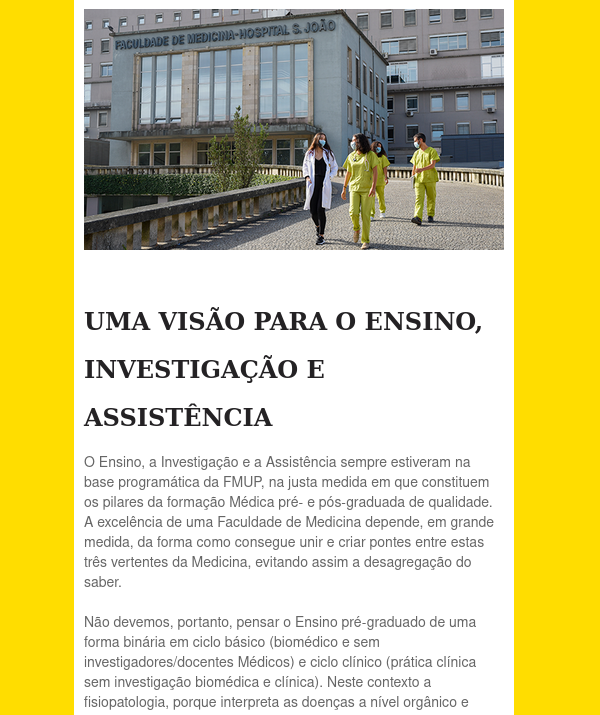 FACULDADE DE MEDICINA-HOSPITAL S. JOÃO
UMA VISÃO PARA O ENSINO,
INVESTIGAÇÃO E
ASSISTÊNCIA
O Ensino, a Investigação e a Assistência sempre estiveram na
base programática da FMUP, na justa medida em que constituem
os pilares da formação Médica pré- e pós-graduada de qualidade.
A excelência de uma Faculdade de Medicina depende, em grande
medida, da forma como consegue unir e criar pontes entre estas
três vertentes da Medicina, evitando assim a desagregação do
saber.
Não devemos, portanto, pensar o Ensino pré-graduado de uma
forma binária em ciclo básico (biomédico e sem
investigadores/docentes Médicos) e ciclo clínico (prática clínica
sem investigação biomédica e clínica). Neste contexto a
fisiopatologia, porque interpreta as doenças a nível orgânico e